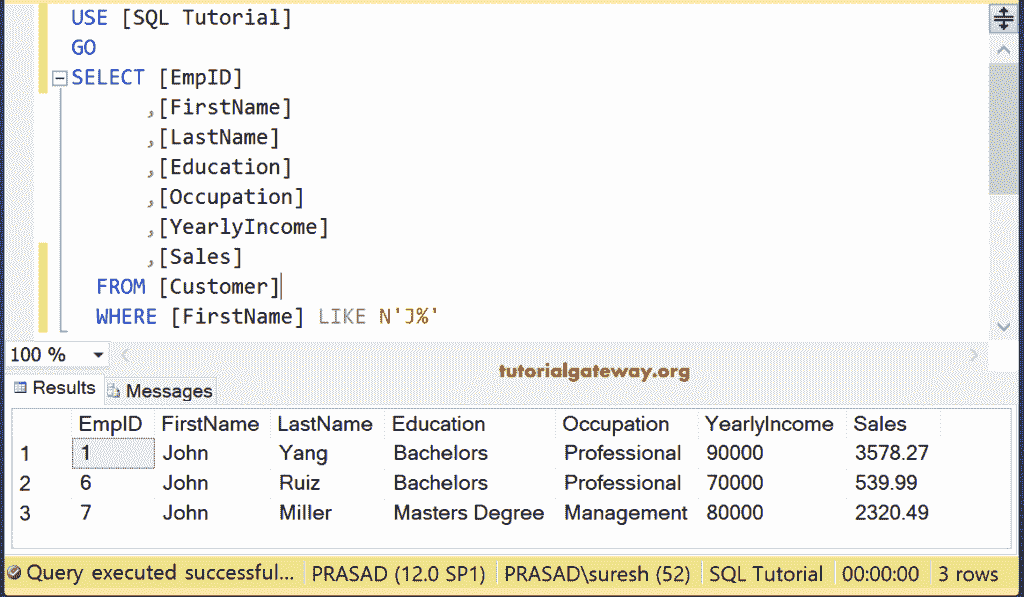 USE [SQL Tutorial]
GO
SELECT [EmpID]
,[FirstName]
,[LastName]
,[Education]
,[Occupation]
,[YearlyIncome]
,[Sales]
FROM [Customer]
WHERE [FirstName] LIKE N'J%'
100 %
tutorialgateway.org
Results Messages
EmpID FirstName LastName Education Occupation YearlyIncome Sales
1 1 John Yang Bachelors Professional 90000 3578.27
2 6 John Ruiz Bachelors Professional 70000 539.99
3 7 John Miller Masters Degree Management 80000 2320.49
Query executed successful... PRASAD (12.0 SP1) PRASAD\suresh (52) SQL Tutorial 00:00:00 3 rows